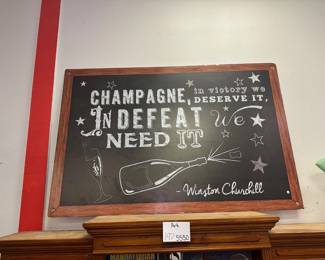 CHAMPAGNE, in victory we
DESERVE IT,
IN DEFEAT We
NEED IT
- Winston Churchill